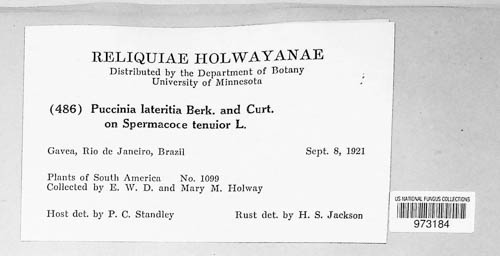 RELIQUIAE HOLWAYANAE
Distributed by the Department of Botany
University of Minnesota
(486) Puccinia lateritia Berk. and Curt.
on Spermacoce tenuior L.
Gavea, Rio de Janeiro, Brazil Sept. 8, 1921
Plants of South America No. 1099
Collected by E. W. D. and Mary M. Holway
Host det. by P. C. Standley Rust det. by H. S. Jackson
US NATIONAL FUNGUS COLLECTIONS
973184